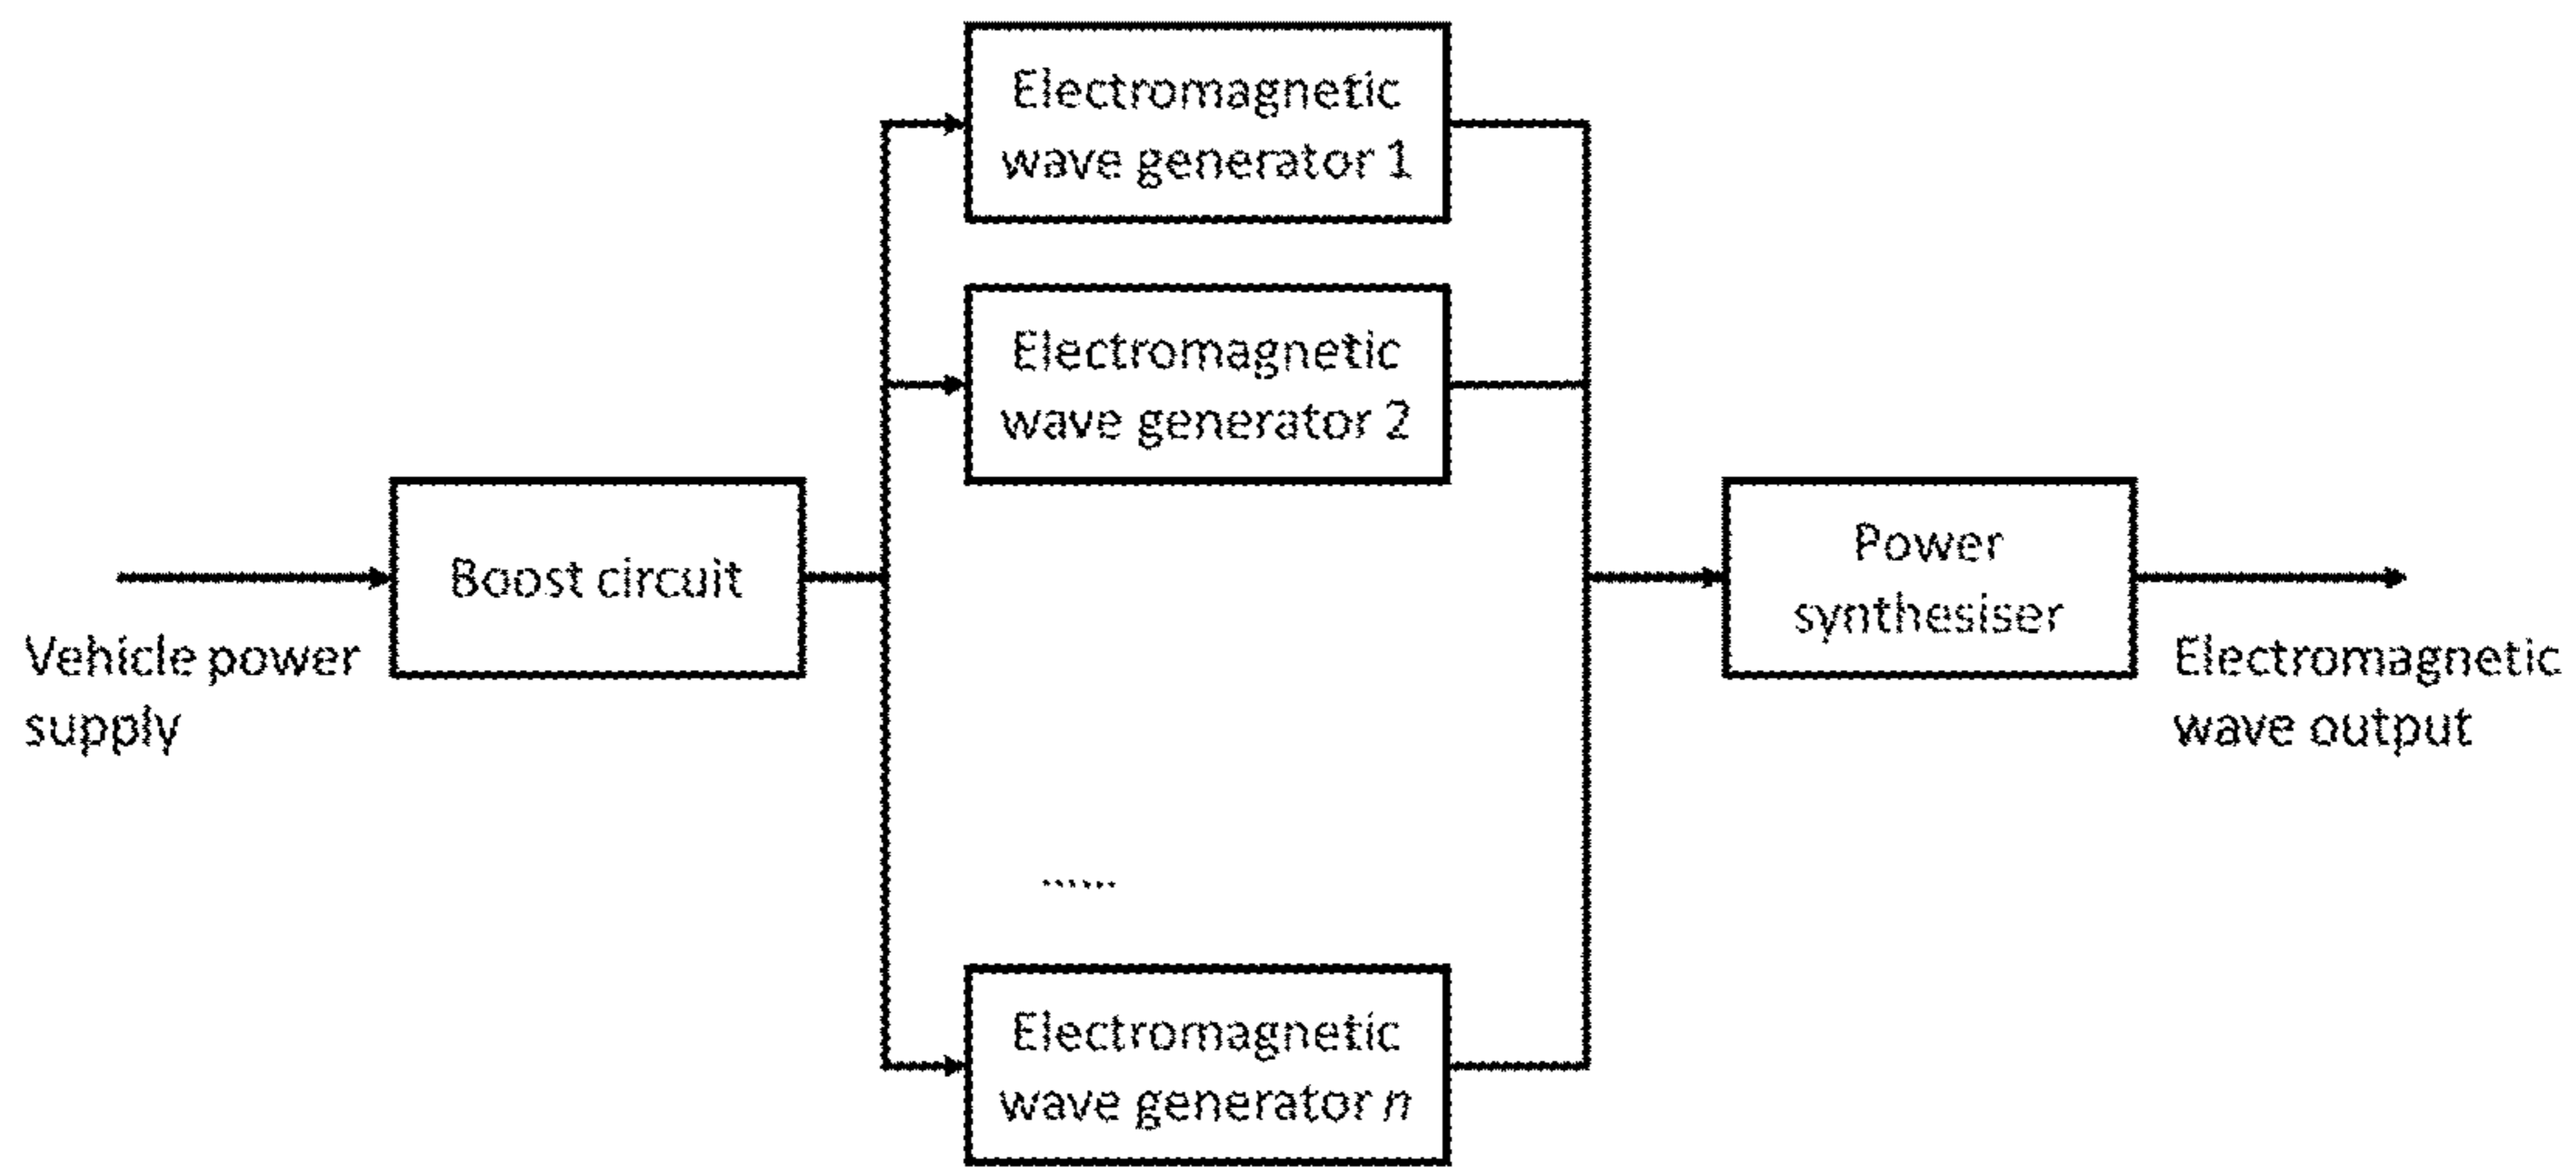 Electromagnetic
wave generator 1
Electromagnetic
wave generator 2
Boost circuit
Power
synthesiser
Vehicle power
supply
Electromagnetic
wave output
......
Electromagnetic
wave generator n